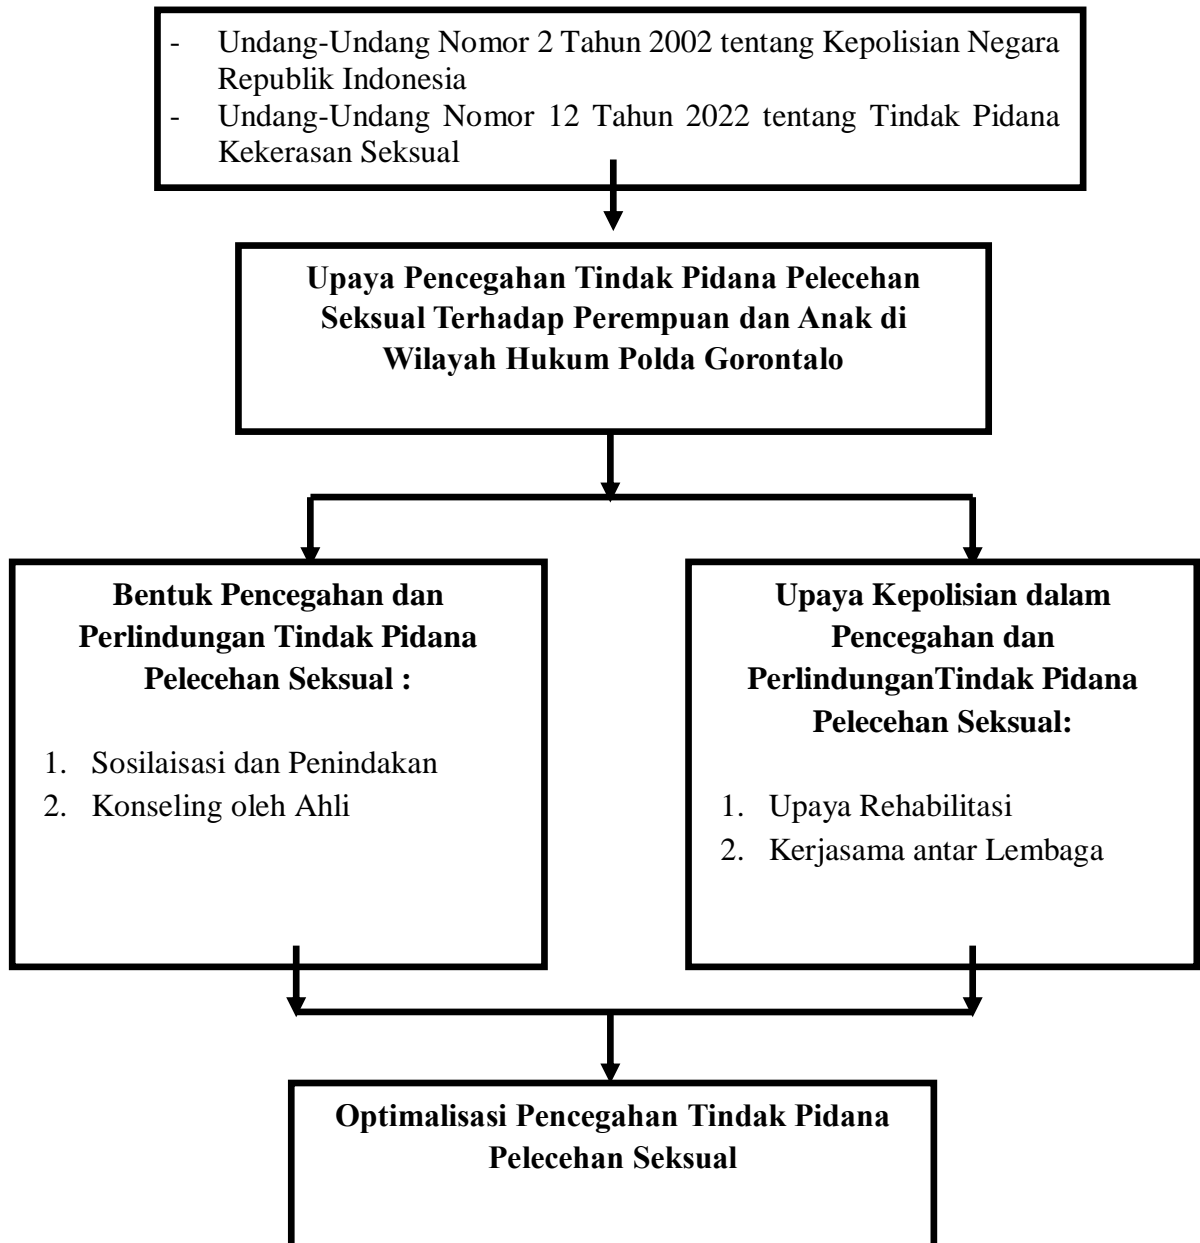 - Undang-Undang Nomor 2 Tahun 2002 tentang Kepolisian Negara
Republik Indonesia
- Undang-Undang Nomor 12 Tahun 2022 tentang Tindak Pidana
Kekerasan Seksual
Upaya Pencegahan Tindak Pidana Pelecehan
Seksual Terhadap Perempuan dan Anak di
Wilayah Hukum Polda Gorontalo
Bentuk Pencegahan dan
Perlindungan Tindak Pidana
Pelecehan Seksual :
1. Sosilaisasi dan Penindakan
2. Konseling oleh Ahli
Upaya Kepolisian dalam
Pencegahan dan
PerlindunganTindak Pidana
Pelecehan Seksual:
1. Upaya Rehabilitasi
2. Kerjasama antar Lembaga
Optimalisasi Pencegahan Tindak Pidana
Pelecehan Seksual